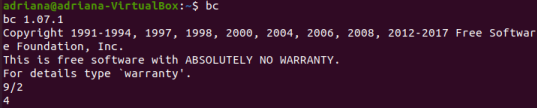 adriana@adriana-VirtualBox:~$ bc
bc 1.07.1
Copyright 1991-1994, 1997, 1998, 2000, 2004, 2006, 2008, 2012-2017 Free Softwar
e Foundation, Inc.
This is free software with ABSOLUTELY NO WARRANTY.
For details type `warranty'.
9/2
4